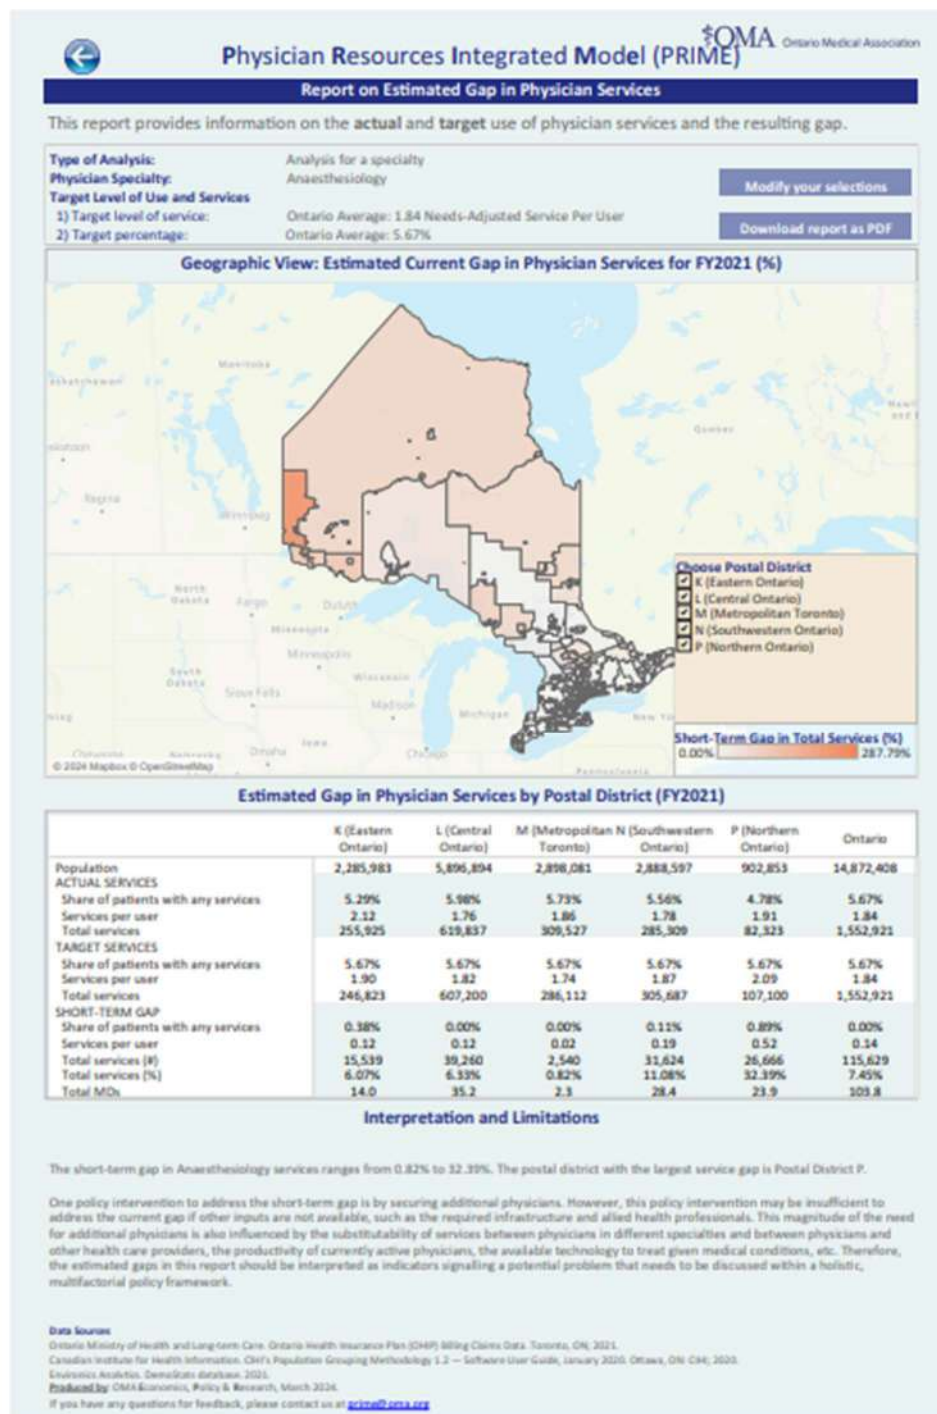 OMA Ontario Medical Association
Physician Resources Integrated Model (PRIME)
Report on Estimated Gap in Physician Services
This report provides information on the actual and target use of physician services and the resulting gap.
Type of Analysis: Analysis for a specialty
Physician Specialty: Anaesthesiology
Target Level of Use and Services
1) Target level of service: Ontario Average: 1.84 Needs-Adjusted Service Per User
2) Target percentage: Ontario Average: 5.67%
Modify your selections
Download report as PDF
Geographic View: Estimated Current Gap in Physician Services for FY2021 (%)
Manitoba
Quebec
Regina
Winnipeg
North Dakota
Fargo
Duluth
Minnesota
Minneapolis
South Dakota
Sioux Falls
Wisconsin
Madison
Michigan
New Yo
Iowa
Omaha
Nebraska
Chicago
Pennsylvania
Choose Postal District
K (Eastern Ontario)
L (Central Ontario)
M (Metropolitan Toronto)
N (Southwestern Ontario)
P (Northern Ontario)
Short-Term Gap in Total Services (%)
0.00% 287.79%
© 2024 Mapbox © OpenStreetMap
Estimated Gap in Physician Services by Postal District (FY2021)
K (Eastern Ontario) L (Central Ontario) M (Metropolitan Toronto) N (Southwestern Ontario) P (Northern Ontario) Ontario
Population 2,285,983 5,896,894 2,898,081 2,888,597 902,853 14,872,408
ACTUAL SERVICES
Share of patients with any services 5.29% 5.98% 5.73% 5.56% 4.78% 5.67%
Services per user 2.12 1.76 1.86 1.78 1.91 1.84
Total services 255,925 619,837 309,527 285,309 82,323 1,552,921
TARGET SERVICES
Share of patients with any services 5.67% 5.67% 5.67% 5.67% 5.67% 5.67%
Services per user 1.90 1.82 1.74 1.87 2.09 1.84
Total services 246,823 607,200 286,112 305,687 107,100 1,552,921
SHORT-TERM GAP
Share of patients with any services 0.38% 0.00% 0.00% 0.11% 0.89% 0.00%
Services per user 0.12 0.12 0.02 0.19 0.52 0.14
Total services (#) 15,539 39,260 2,540 31,624 26,666 115,629
Total services (%) 6.07% 6.33% 0.82% 11.08% 32.39% 7.45%
Total MDs 14.0 35.2 2.3 28.4 23.9 103.8
Interpretation and Limitations
The short-term gap in Anaesthesiology services ranges from 0.82% to 32.39%. The postal district with the largest service gap is Postal District P.
One policy intervention to address the short-term gap is by securing additional physicians. However, this policy intervention may be insufficient to
address the current gap if other inputs are not available, such as the required infrastructure and allied health professionals. This magnitude of the need
for additional physicians is also influenced by the substitutability of services between physicians in different specialties and between physicians and
other health care providers, the productivity of currently active physicians, the available technology to treat given medical conditions, etc. Therefore,
the estimated gaps in this report should be interpreted as indicators signalling a potential problem that needs to be discussed within a holistic,
multifactorial policy framework.
Data Sources
Ontario Ministry of Health and Long-term Care. Ontario Health Insurance Plan (OHIP) Billing Claims Data. Toronto, ON; 2021.
Canadian Institute for Health Information. CIHI's Population Grouping Methodology 1.2 — Software User Guide, January 2020. Ottawa, ON: CIHI; 2020.
Environics Analytics. DemoStats database. 2021.
Produced by: OMA Economics, Policy & Research, March 2024.
If you have any questions for feedback, please contact us at prime@oma.org